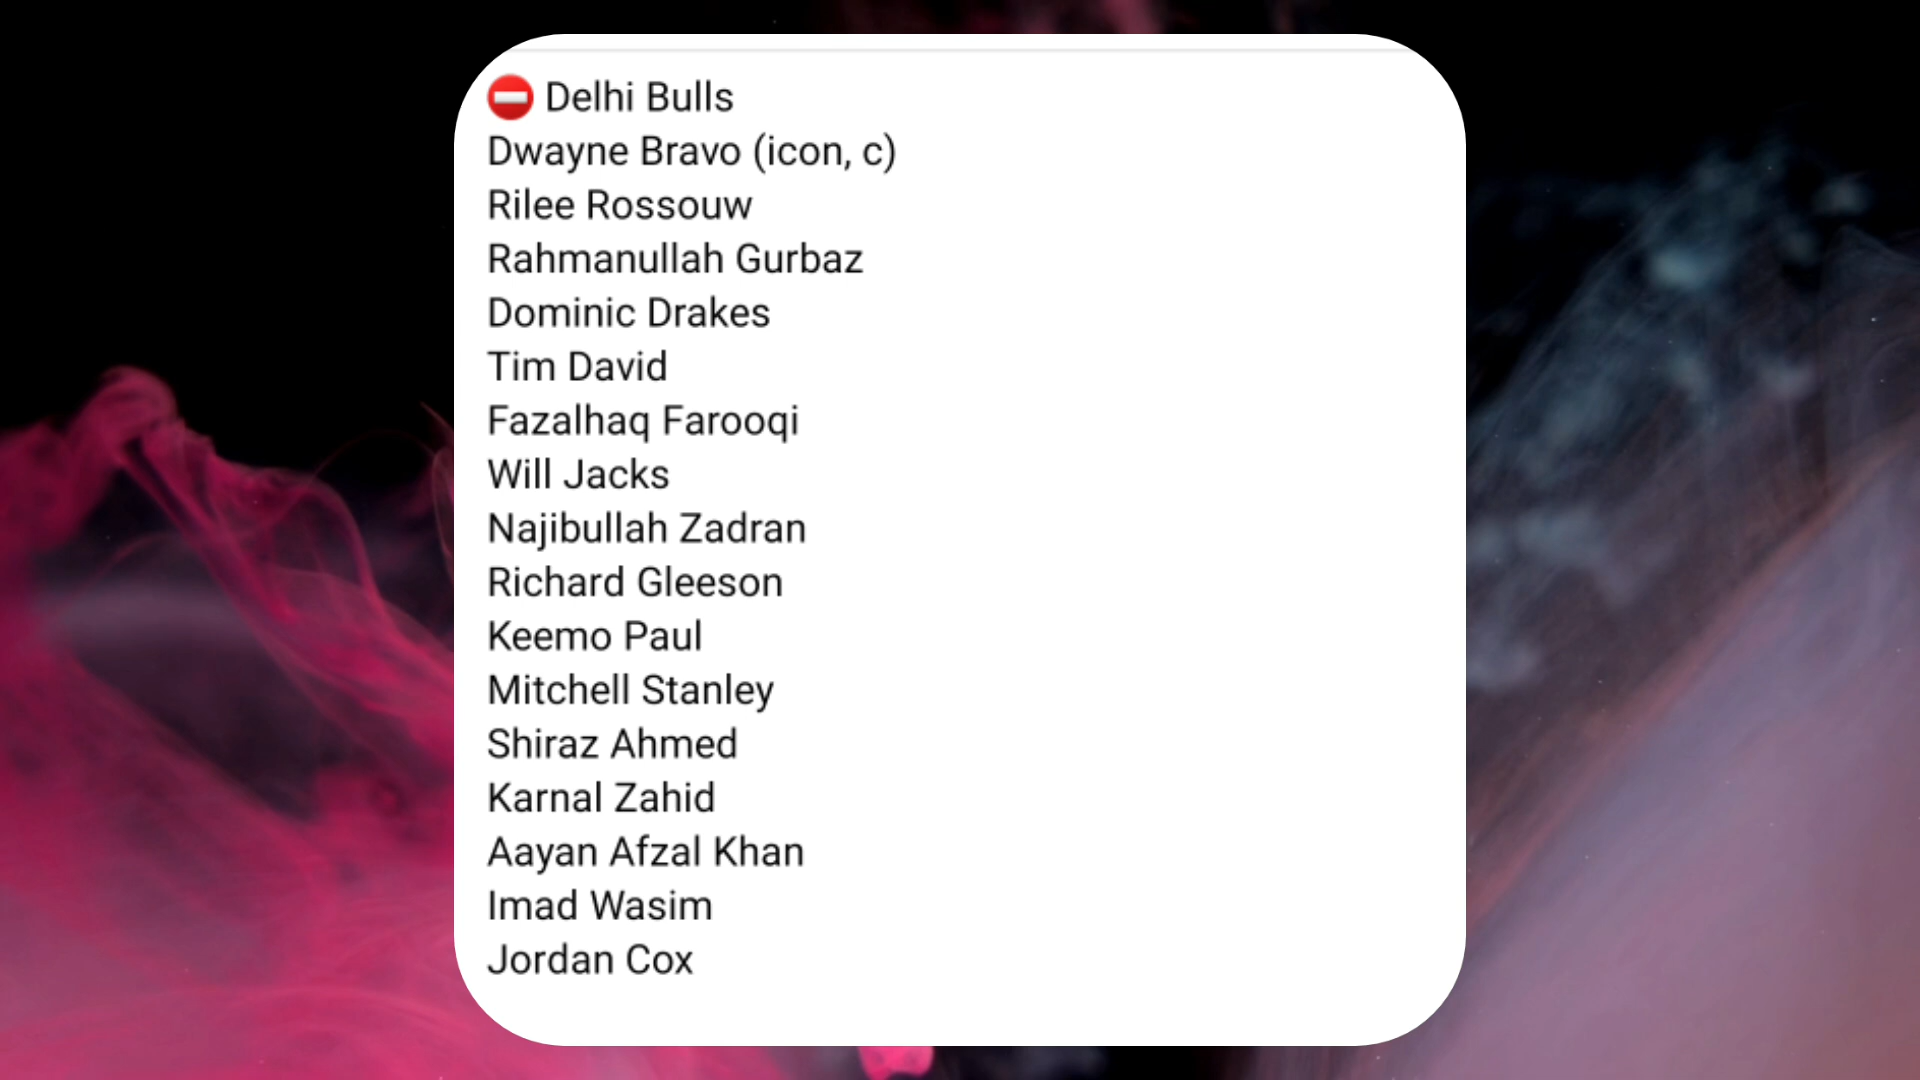 ⛔ Delhi Bulls
Dwayne Bravo (icon, c)
Rilee Rossouw
Rahmanullah Gurbaz
Dominic Drakes
Tim David
Fazalhaq Farooqi
Will Jacks
Najibullah Zadran
Richard Gleeson
Keemo Paul
Mitchell Stanley
Shiraz Ahmed
Karnal Zahid
Aayan Afzal Khan
Imad Wasim
Jordan Cox